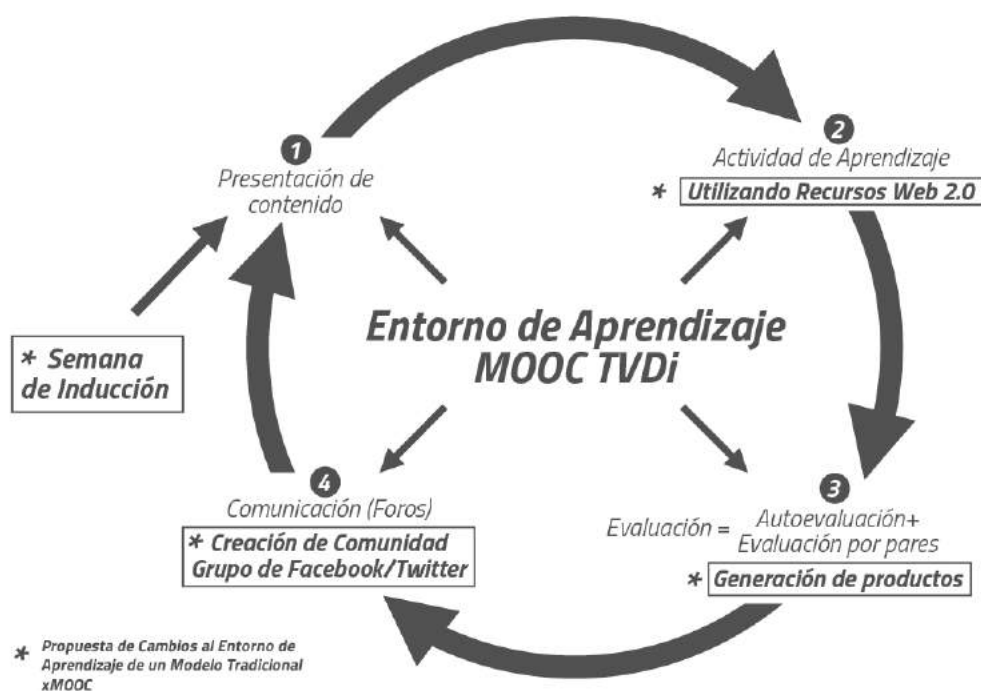 1
Presentación de
contenido
2
Actividad de Aprendizaje
* Utilizando Recursos Web 2.0
Entorno de Aprendizaje
MOOC TVDi
* Semana
de Inducción
3
Evaluación = Autoevaluación+
Evaluación por pares
* Generación de productos
4
Comunicación (Foros)
* Creación de Comunidad
Grupo de Facebook/Twitter
* Propuesta de Cambios al Entorno de
Aprendizaje de un Modelo Tradicional
xMOOC